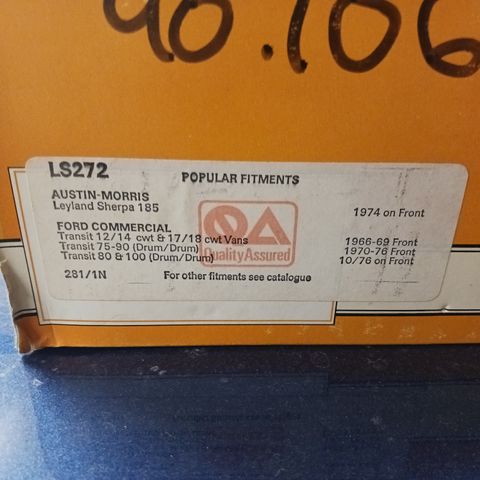 90.106
LS272
POPULAR FITMENTS
AUSTIN-MORRIS
Leyland Sherpa 185 1974 on Front
FORD COMMERCIAL
Transit 12/14 cwt & 17/18 cwt Vans 1966-69 Front
Transit 75-90 (Drum/Drum) 1970-76 Front
Transit 80 & 100 (Drum/Drum) 10/76 on Front
QA
Quality Assured
281/1N For other fitments see catalogue